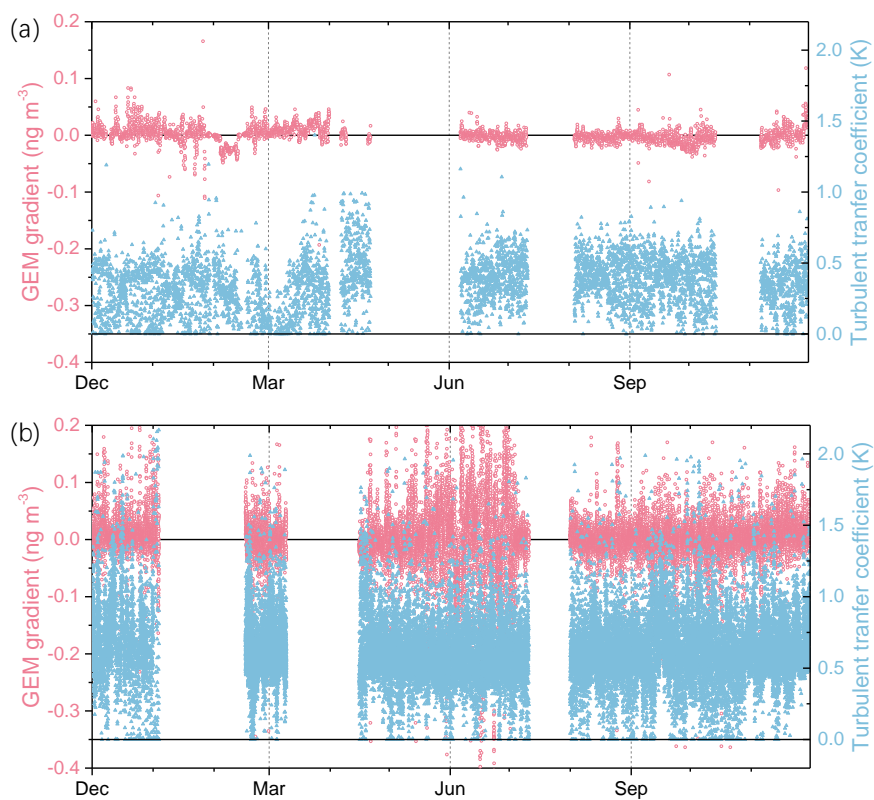 (a)
GEM gradient (ng m-3)
0.2
0.1
0.0
-0.1
-0.2
-0.3
-0.4
Dec
Mar
Jun
Sep
2.0
1.5
1.0
0.5
0.0
Turbulent tranfer coefficient (K)
(b)
GEM gradient (ng m-3)
0.2
0.1
0.0
-0.1
-0.2
-0.3
-0.4
Dec
Mar
Jun
Sep
2.0
1.5
1.0
0.5
0.0
Turbulent tranfer coefficient (K)